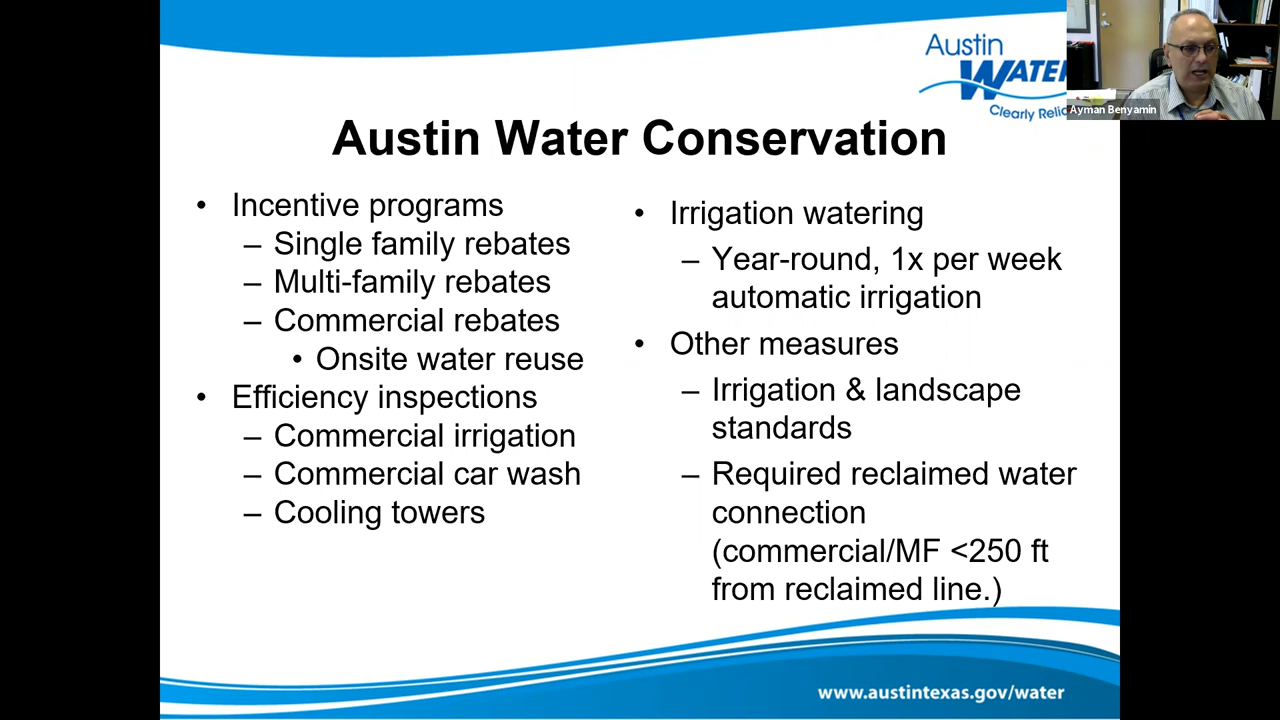 Austin
WATER
Clearly Relia
Ayman Benyamin
Austin Water Conservation
• Incentive programs
– Single family rebates
– Multi-family rebates
– Commercial rebates
• Onsite water reuse
• Efficiency inspections
– Commercial irrigation
– Commercial car wash
– Cooling towers
• Irrigation watering
– Year-round, 1x per week
automatic irrigation
• Other measures
– Irrigation & landscape
standards
– Required reclaimed water
connection
(commercial/MF <250 ft
from reclaimed line.)
www.austintexas.gov/water